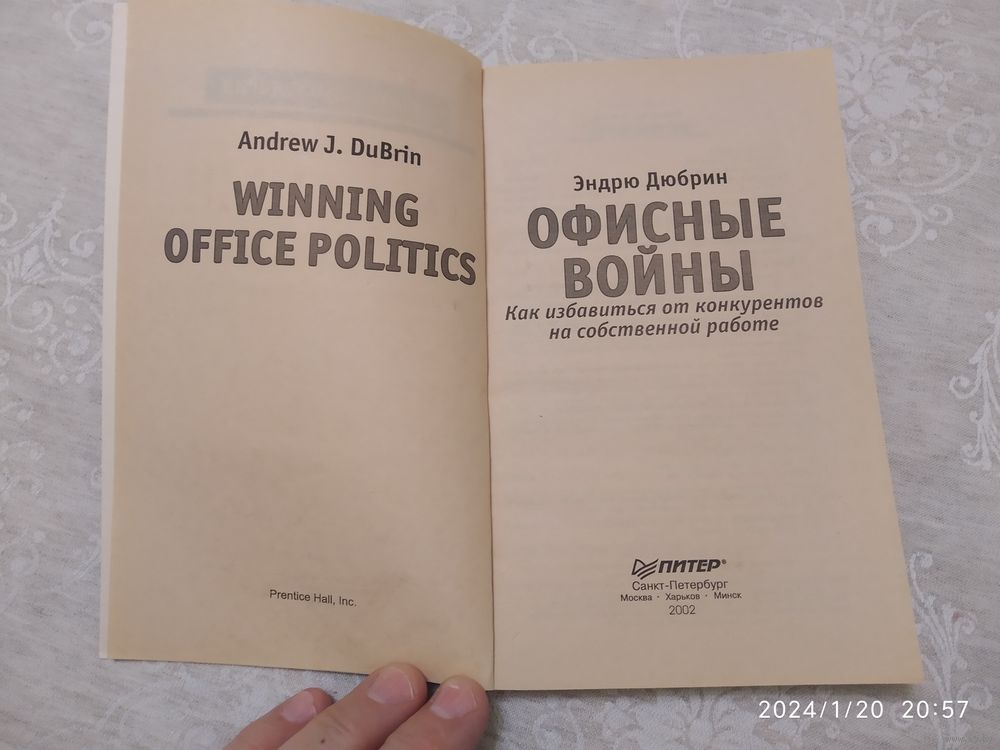 Andrew J. DuBrin
WINNING
OFFICE POLITICS
Prentice Hall, Inc.
Эндрю Дюбрин
ОФИСНЫЕ
ВОЙНЫ
Как избавиться от конкурентов
на собственной работе
ПИТЕР®
Санкт-Петербург
Москва · Харьков · Минск
2002
2024/1/20 20:57